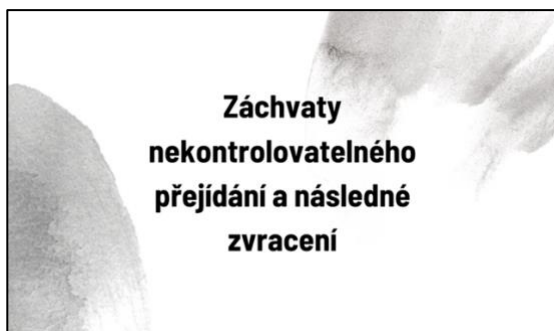 Záchvaty
nekontrolovatelného
přejídání a následné
zvracení